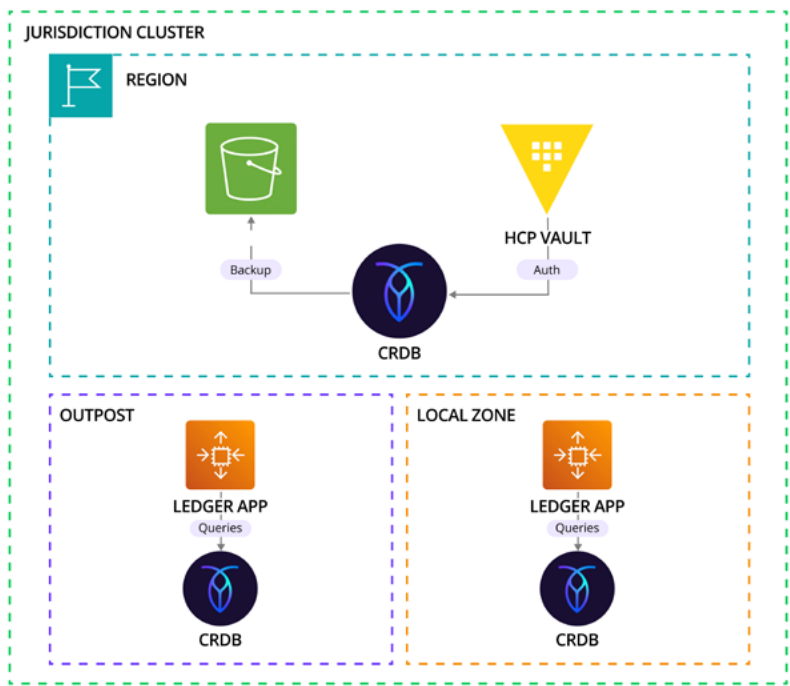 JURISDICTION CLUSTER
REGION
HCP VAULT
Backup
Auth
CRDB
OUTPOST
LOCAL ZONE
LEDGER APP
LEDGER APP
Queries
Queries
CRDB
CRDB